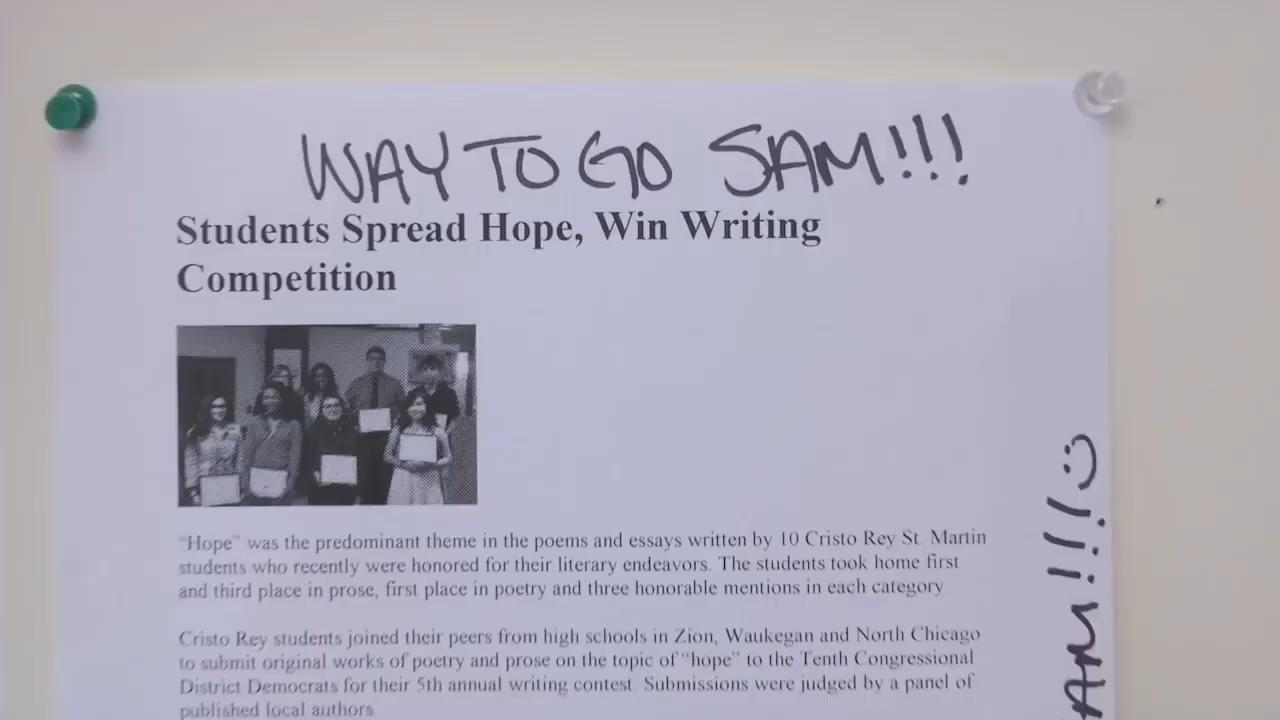 WAY TO GO SAM!!!
Students Spread Hope, Win Writing
Competition
"Hope" was the predominant theme in the poems and essays written by 10 Cristo Rey St. Martin
students who recently were honored for their literary endeavors. The students took home first
and third place in prose, first place in poetry and three honorable mentions in each category
Cristo Rey students joined their peers from high schools in Zion, Waukegan and North Chicago
to submit original works of poetry and prose on the topic of "hope" to the Tenth Congressional
District Democrats for their 5th annual writing contest. Submissions were judged by a panel of
published local authors.
AM!!! :)